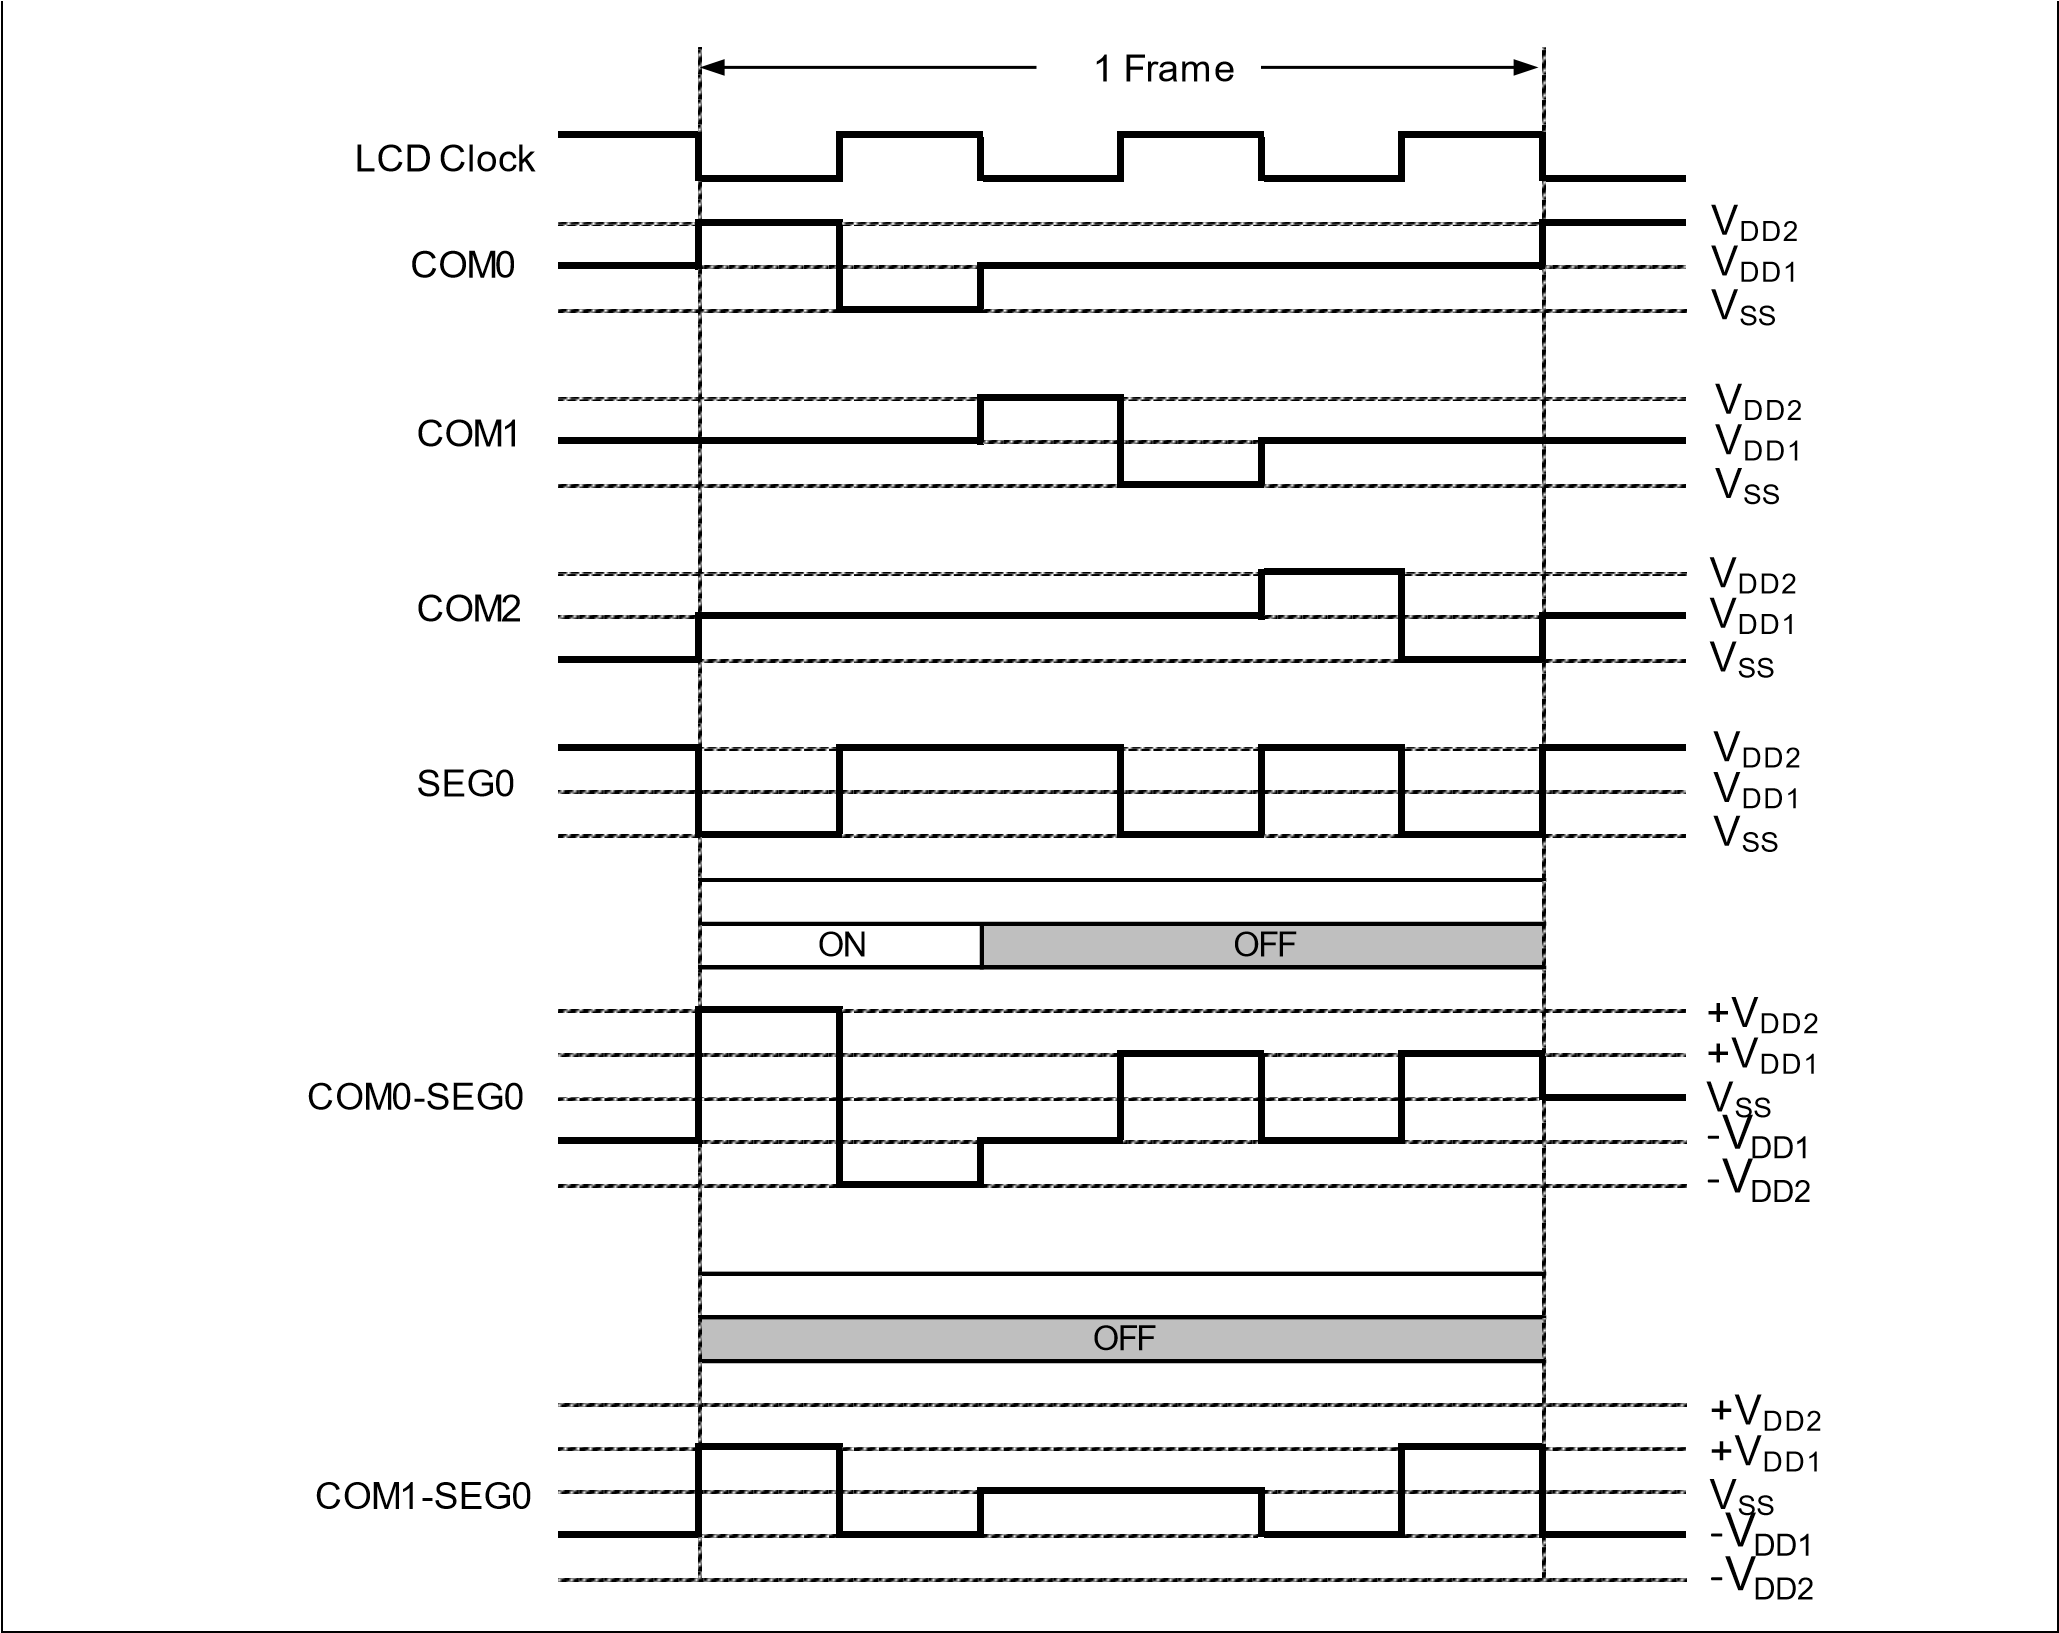 1 Frame
LCD Clock
COM0
VDD2
VDD1
VSS
COM1
VDD2
VDD1
VSS
COM2
VDD2
VDD1
VSS
SEG0
VDD2
VDD1
VSS
ON OFF
COM0-SEG0
+VDD2
+VDD1
VSS
-VDD1
-VDD2
OFF
COM1-SEG0
+VDD2
+VDD1
VSS
-VDD1
-VDD2